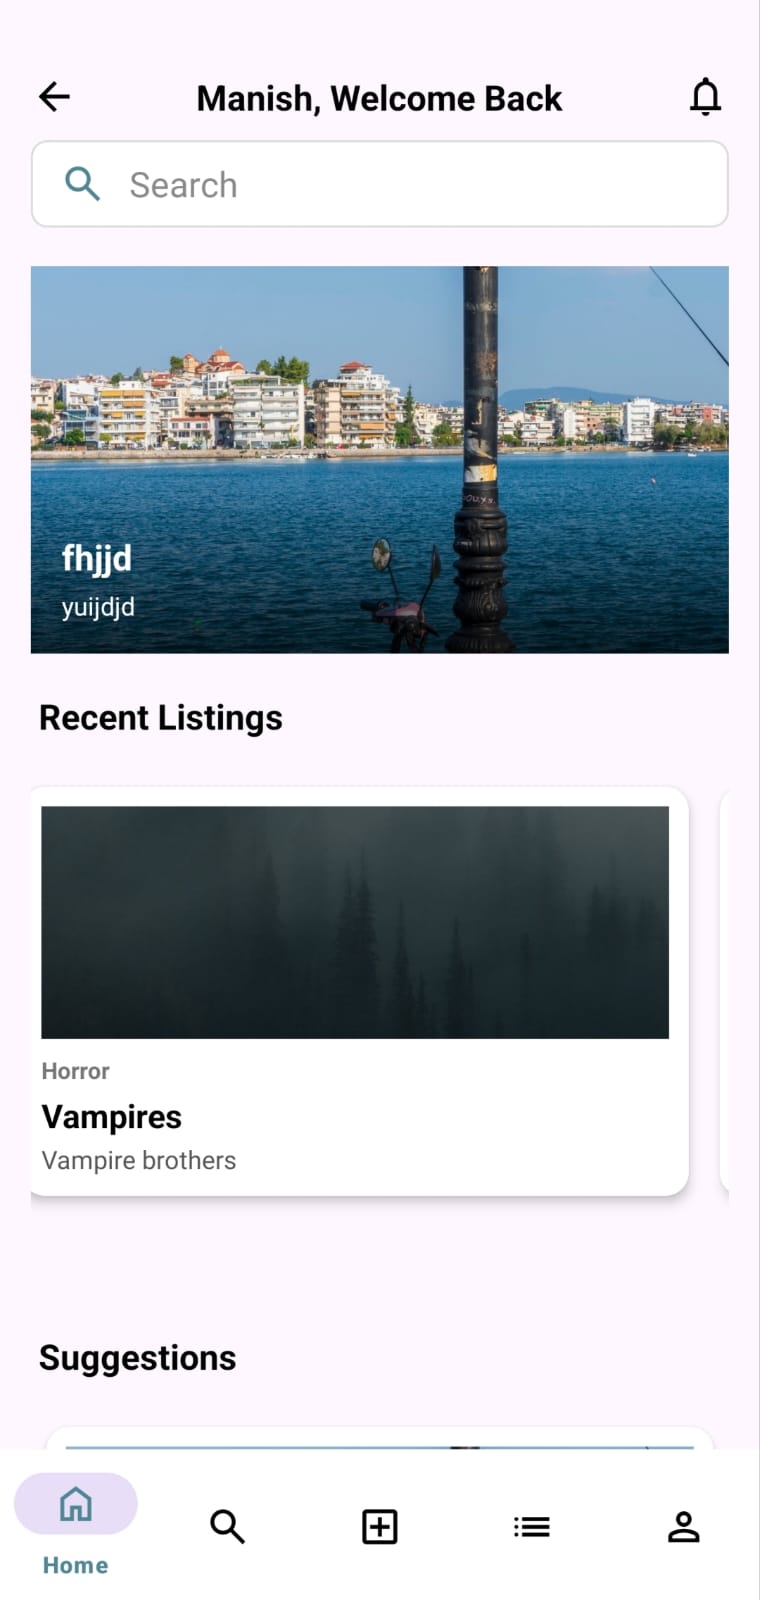 Manish, Welcome Back
Search
fhjjd
yuijdjd
Recent Listings
Horror
Vampires
Vampire brothers
Suggestions
Home